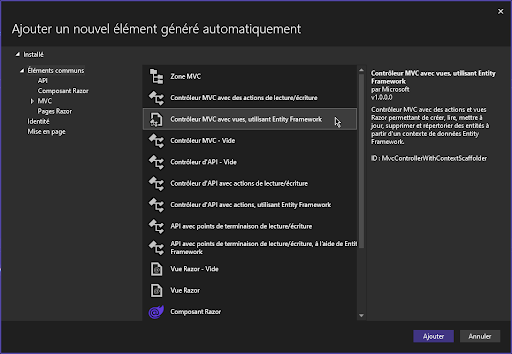 Ajouter un nouvel élément généré automatiquement
Installé
Éléments communs
API
Composant Razor
MVC
Pages Razor
Identité
Mise en page
Zone MVC
Contrôleur MVC avec des actions de lecture/écriture
Contrôleur MVC avec vues, utilisant Entity Framework
Contrôleur MVC - Vide
Contrôleur d'API - Vide
Contrôleur d'API avec actions de lecture/écriture
Contrôleur d'API avec actions, utilisant Entity Framework
API avec points de terminaison de lecture/écriture
API avec points de terminaison de lecture/écriture, à l'aide de Entit
Framework
Vue Razor - Vide
Vue Razor
Composant Razor
Contrôleur MVC avec vues, utilisant Entity
Framework
par Microsoft
v1.0.0.0
Contrôleur MVC avec des actions et vues
Razor permettant de créer, lire, mettre à
jour, supprimer et répertorier des entités à
partir d'un contexte de données Entity
Framework.
ID : MvcControllerWithContextScaffolder
Ajouter
Annuler